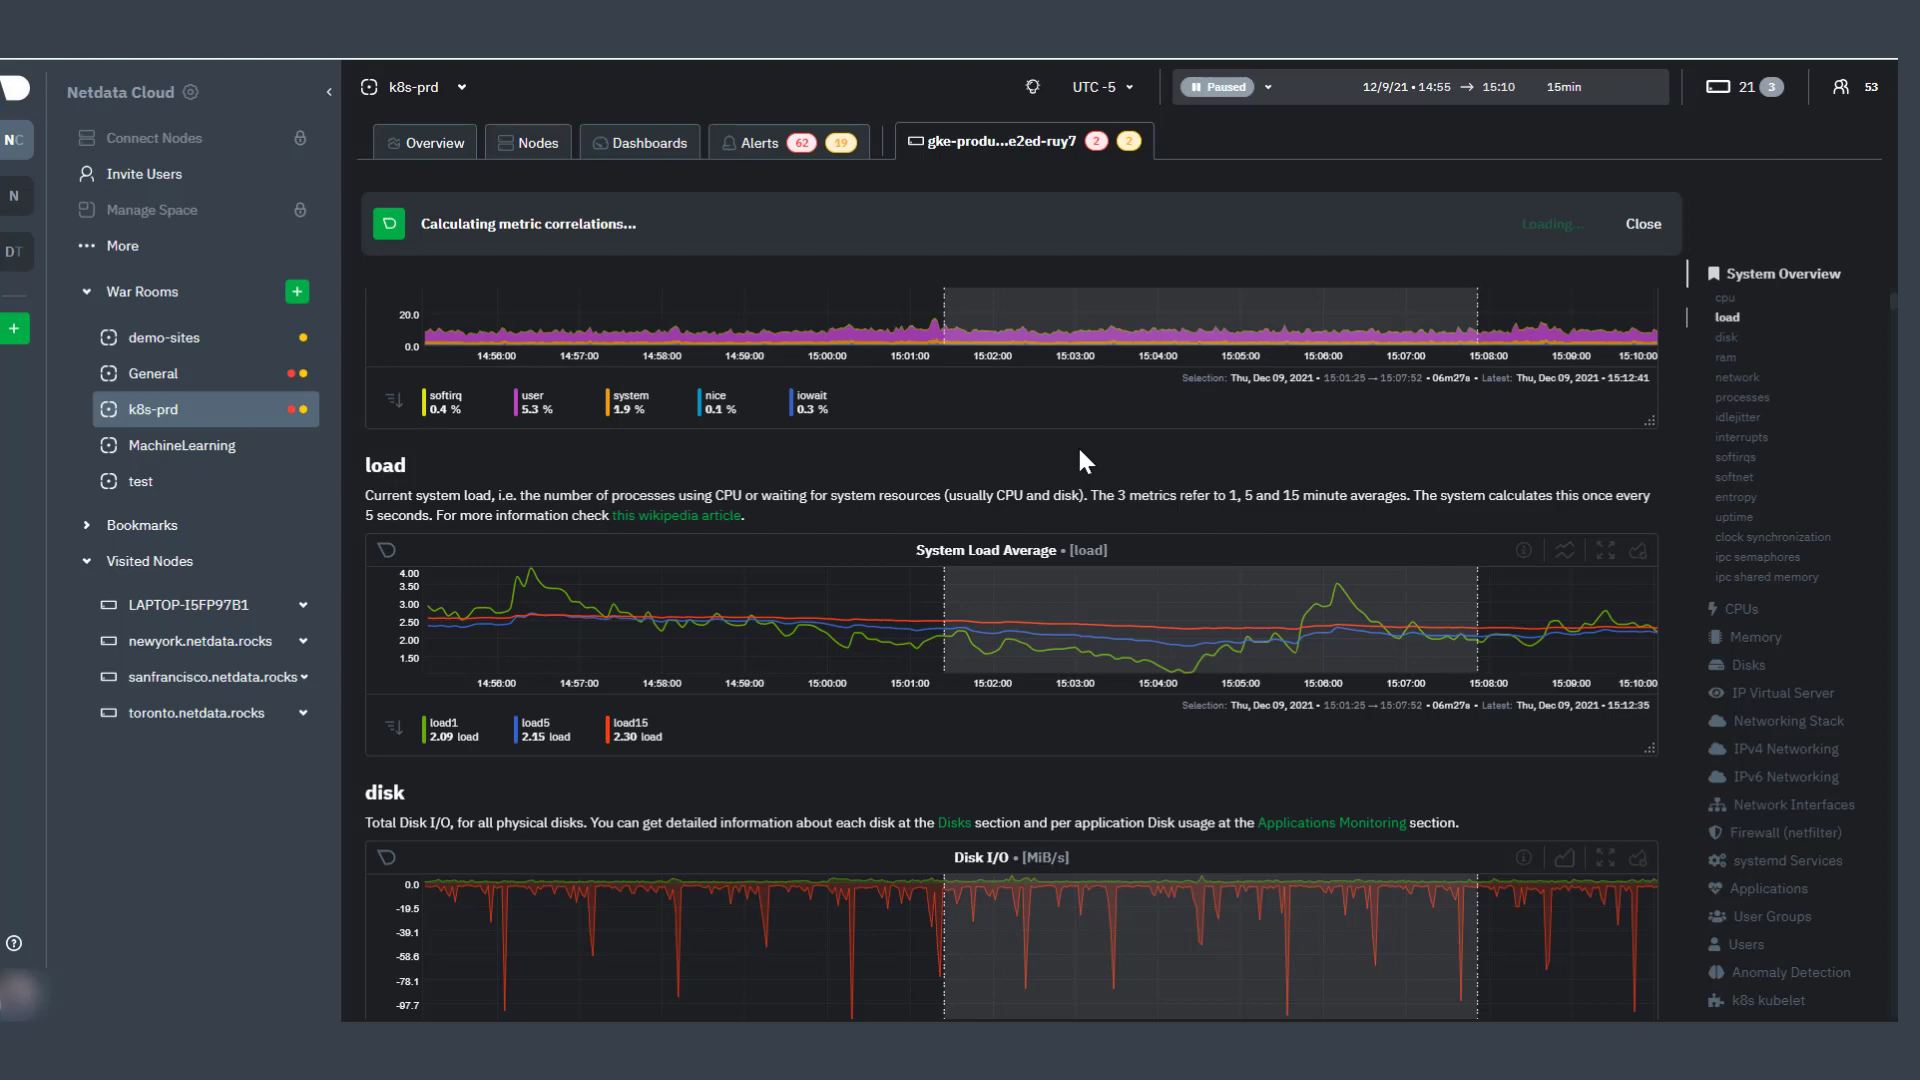 Netdata Cloud
k8s-prd
UTC -5
Paused
12/9/21 • 14:55 → 15:10
15min
21
3
53
NC
N
DT
Connect Nodes
Invite Users
Manage Space
More
War Rooms
demo-sites
General
k8s-prd
MachineLearning
test
Bookmarks
Visited Nodes
LAPTOP-I5FP97B1
newyork.netdata.rocks
sanfrancisco.netdata.rocks
toronto.netdata.rocks
Overview
Nodes
Dashboards
Alerts 62 19
gke-produ...e2ed-ruy7 2 2
Calculating metric correlations...
Loading...
Close
20.0
0.0
14:56:00 14:57:00 14:58:00 14:59:00 15:00:00 15:01:00 15:02:00 15:03:00 15:04:00 15:05:00 15:06:00 15:07:00 15:08:00 15:09:00 15:10:00
Selection: Thu, Dec 09, 2021 • 15:01:25 → 15:07:52 • 06m27s • Latest: Thu, Dec 09, 2021 • 15:12:41
softirq user system nice iowait
0.4 % 5.3 % 1.9 % 0.1 % 0.3 %
load
Current system load, i.e. the number of processes using CPU or waiting for system resources (usually CPU and disk). The 3 metrics refer to 1, 5 and 15 minute averages. The system calculates this once every
5 seconds. For more information check this wikipedia article.
System Load Average • [load]
4.00
3.50
3.00
2.50
2.00
1.50
14:56:00 14:57:00 14:58:00 14:59:00 15:00:00 15:01:00 15:02:00 15:03:00 15:04:00 15:05:00 15:06:00 15:07:00 15:08:00 15:09:00 15:10:00
Selection: Thu, Dec 09, 2021 • 15:01:25 → 15:07:52 • 06m27s • Latest: Thu, Dec 09, 2021 • 15:12:35
load1 load5 load15
2.09 load 2.15 load 2.30 load
disk
Total Disk I/O, for all physical disks. You can get detailed information about each disk at the Disks section and per application Disk usage at the Applications Monitoring section.
Disk I/O • [MiB/s]
0.0
-19.5
-39.1
-58.6
-78.1
-97.7
System Overview
cpu
load
disk
ram
network
processes
idlejitter
interrupts
softirqs
softnet
entropy
uptime
clock synchronization
ipc semaphores
ipc shared memory
CPUs
Memory
Disks
IP Virtual Server
Networking Stack
IPv4 Networking
IPv6 Networking
Network Interfaces
Firewall (netfilter)
systemd Services
Applications
User Groups
Users
Anomaly Detection
k8s kubelet